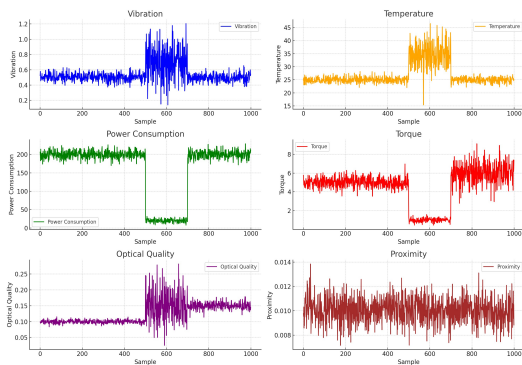 Vibration
Vibration
1.2
1.0
0.8
0.6
0.4
0.2
Vibration
0 200 400 600 800 1000
Sample
Temperature
Temperature
45
40
35
30
25
20
15
Temperature
0 200 400 600 800 1000
Sample
Power Consumption
200
150
100
50
0
Power Consumption
Power Consumption
0 200 400 600 800 1000
Sample
Torque
Torque
8
6
4
2
Torque
0 200 400 600 800 1000
Sample
Optical Quality
Optical Quality
0.25
0.20
0.15
0.10
0.05
Optical Quality
0 200 400 600 800 1000
Sample
Proximity
Proximity
0.014
0.012
0.010
0.008
Proximity
0 200 400 600 800 1000
Sample